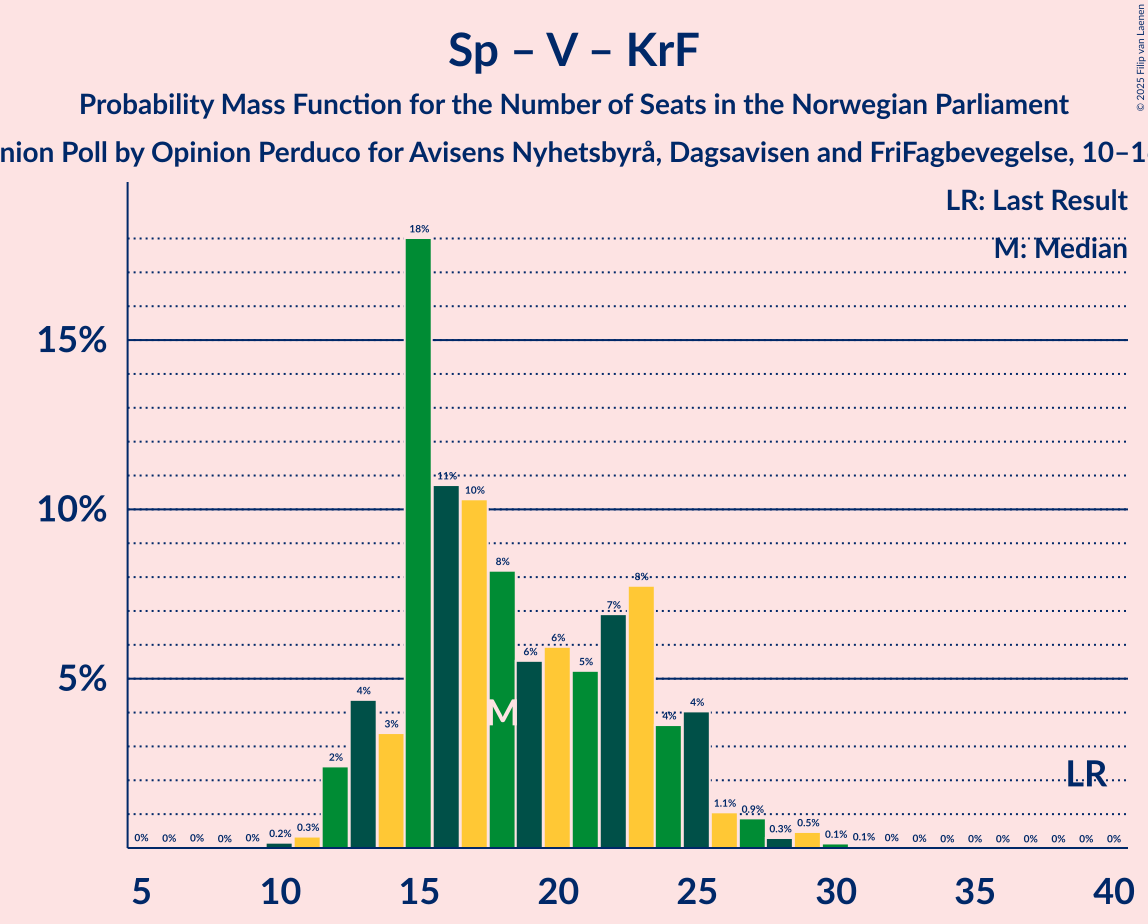 Sp – V – KrF
Probability Mass Function for the Number of Seats in the Norwegian Parliament
nion Poll by Opinion Perduco for Avisens Nyhetsbyrå, Dagsavisen and FriFagbevegelse, 10–1
© 2025 Filip van Laenen
LR: Last Result
M: Median
15%
10%
5%
0% 0% 0% 0% 0% 0.2% 0.3% 2% 4% 3% 18% 11% 10% 8% 6% 6% 5% 7% 8% 4% 4% 1.1% 0.9% 0.3% 0.5% 0.1% 0.1% 0% 0% 0% 0% 0% 0% 0% 0% 0%
M
LR
5 10 15 20 25 30 35 40